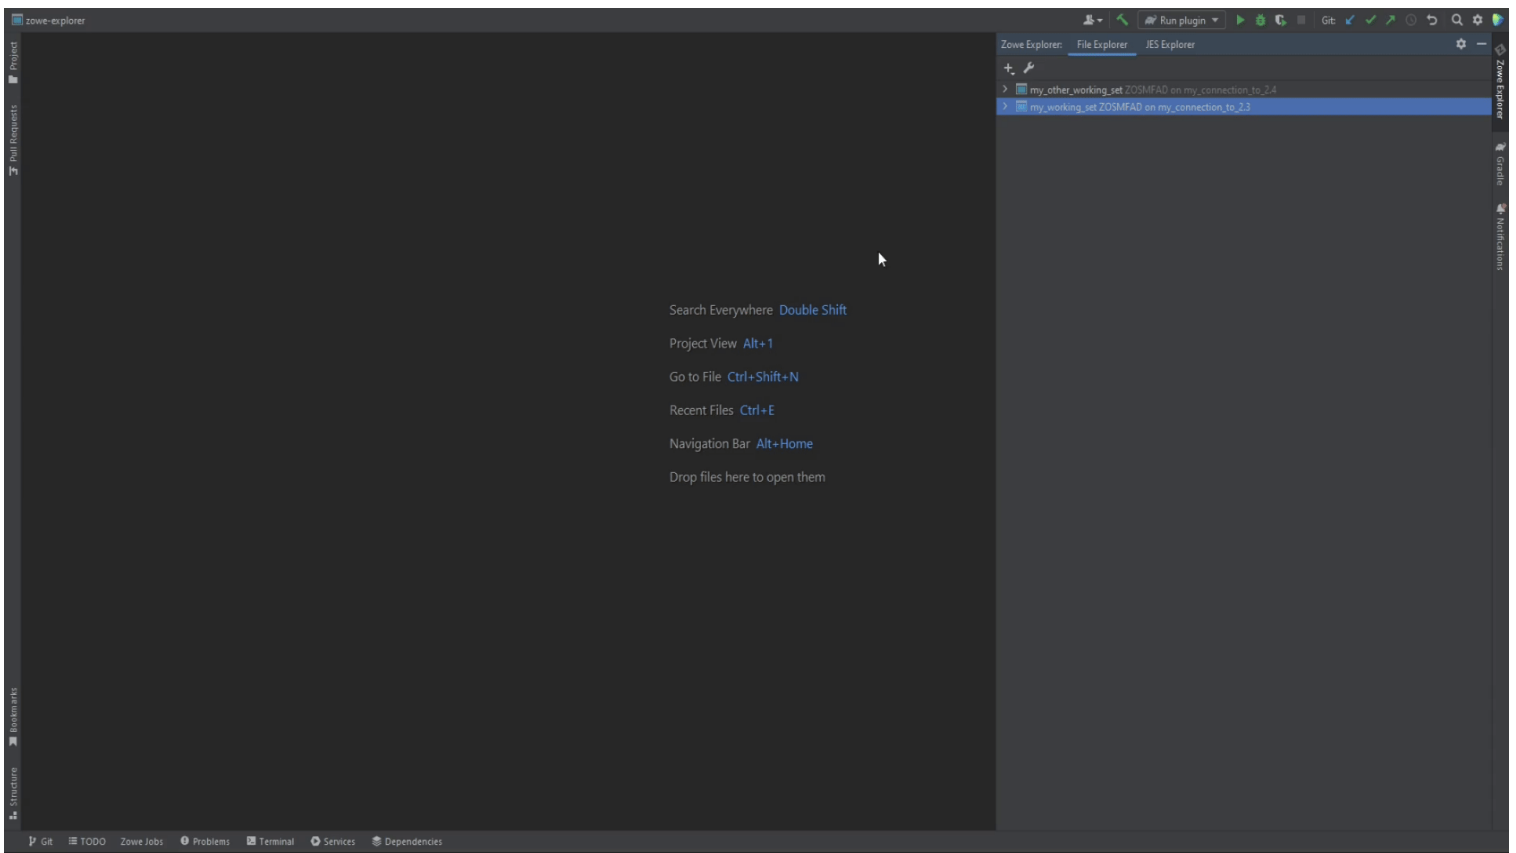 zowe-explorer
Run plugin
Git:
Project
Pull Requests
Bookmarks
Structure
Zowe Explorer: File Explorer JES Explorer
my_other_working_set ZOSMFAD on my_connection_to_2.4
my_working_set ZOSMFAD on my_connection_to_2.3
Search Everywhere Double Shift
Project View Alt+1
Go to File Ctrl+Shift+N
Recent Files Ctrl+E
Navigation Bar Alt+Home
Drop files here to open them
Zowe Explorer
Gradle
Notifications
Git TODO Zowe Jobs Problems Terminal Services Dependencies